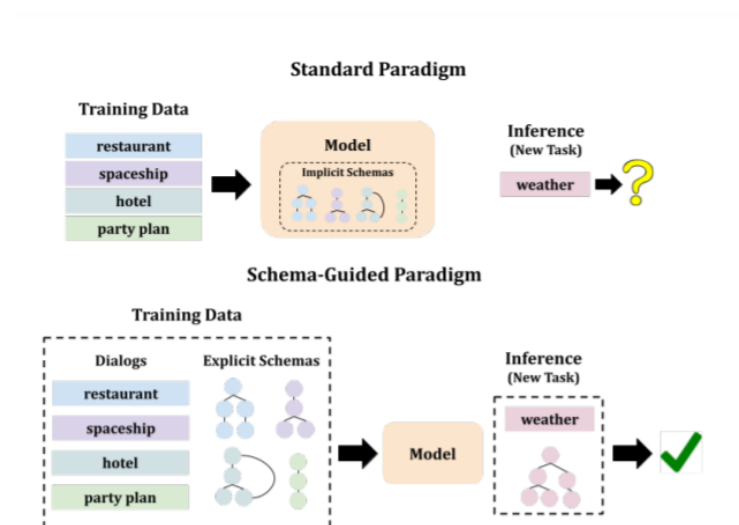 Standard Paradigm
Training Data
restaurant
spaceship
hotel
party plan
Model
Implicit Schemas
Inference
(New Task)
weather
?
Schema-Guided Paradigm
Training Data
Dialogs
Explicit Schemas
restaurant
spaceship
hotel
party plan
Model
Inference
(New Task)
weather